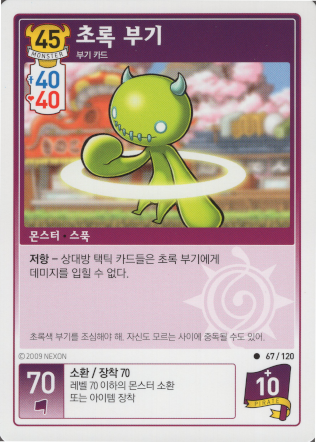 45
MONSTER
초록 부기
부기 카드
40
40
몬스터 · 스푹
저항 – 상대방 택틱 카드들은 초록 부기에게
데미지를 입힐 수 없다.
초록색 부기를 조심해야 해. 자신도 모르는 사이에 중독될 수도 있어.
©2009 NEXON
67 / 120
70
소환 / 장착 70
레벨 70 이하의 몬스터 소환
또는 아이템 장착
+
10
PIRATE